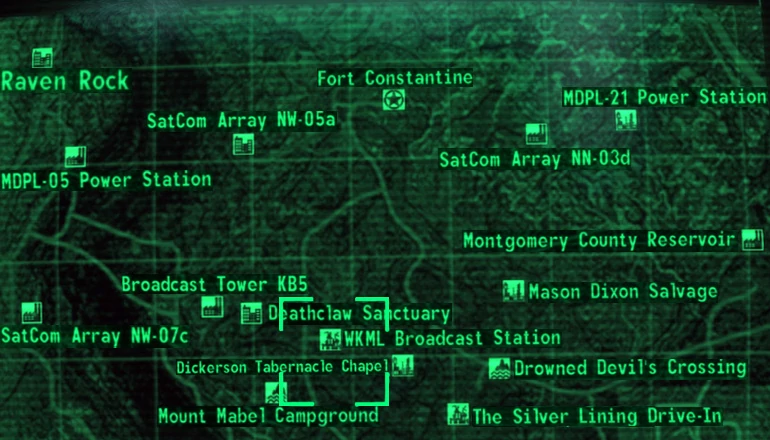 Raven Rock
Fort Constantine
MDPL-21 Power Station
SatCom Array NW-05a
SatCom Array NN-03d
MDPL-05 Power Station
Montgomery County Reservoir
Broadcast Tower KB5
Mason Dixon Salvage
Deathclaw Sanctuary
SatCom Array NW-07c
WKML Broadcast Station
Dickerson Tabernacle Chapel
Drowned Devil's Crossing
Mount Mabel Campground
The Silver Lining Drive-In